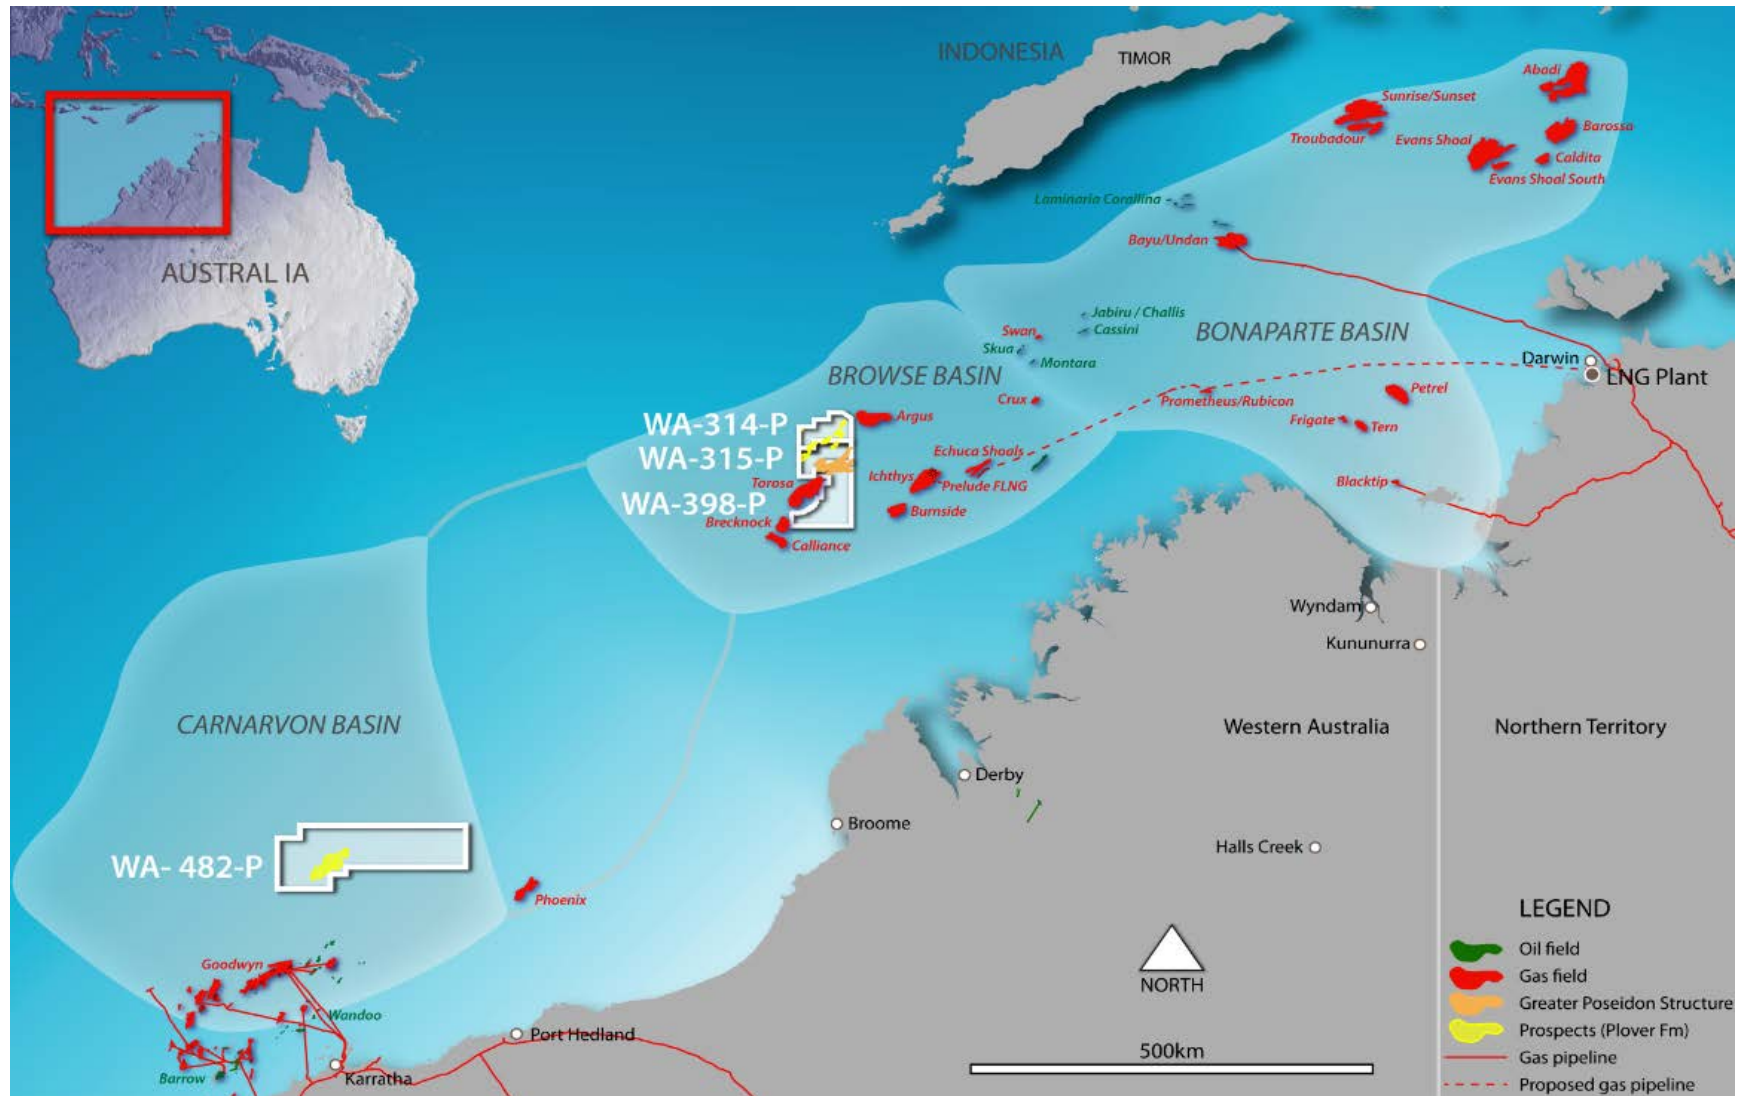 INDONESIA
TIMOR
Abadi
Sunrise/Sunset
Barossa
Troubadour
Evans Shoal
Caldita
Evans Shoal South
Laminaria Corallina
Bayu/Undan
AUSTRAL IA
Jabiru / Challis
Swan
Cassini
BONAPARTE BASIN
Skua
Montara
Darwin
LNG Plant
BROWSE BASIN
Crux
Prometheus/Rubicon
Petrel
WA-314-P
Argus
Frigate
Tern
WA-315-P
Echuca Shoals
Torosa
Ichthys
Prelude FLNG
Blacktip
WA-398-P
Burnside
Brecknock
Calliance
Wyndam
Kununurra
CARNARVON BASIN
Western Australia
Northern Territory
Derby
Broome
Halls Creek
WA- 482-P
Phoenix
LEGEND
Oil field
Goodwyn
Gas field
NORTH
Greater Poseidon Structure
Wandoo
Prospects (Plover Fm)
Port Hedland
500km
Gas pipeline
Barrow
Karratha
Proposed gas pipeline